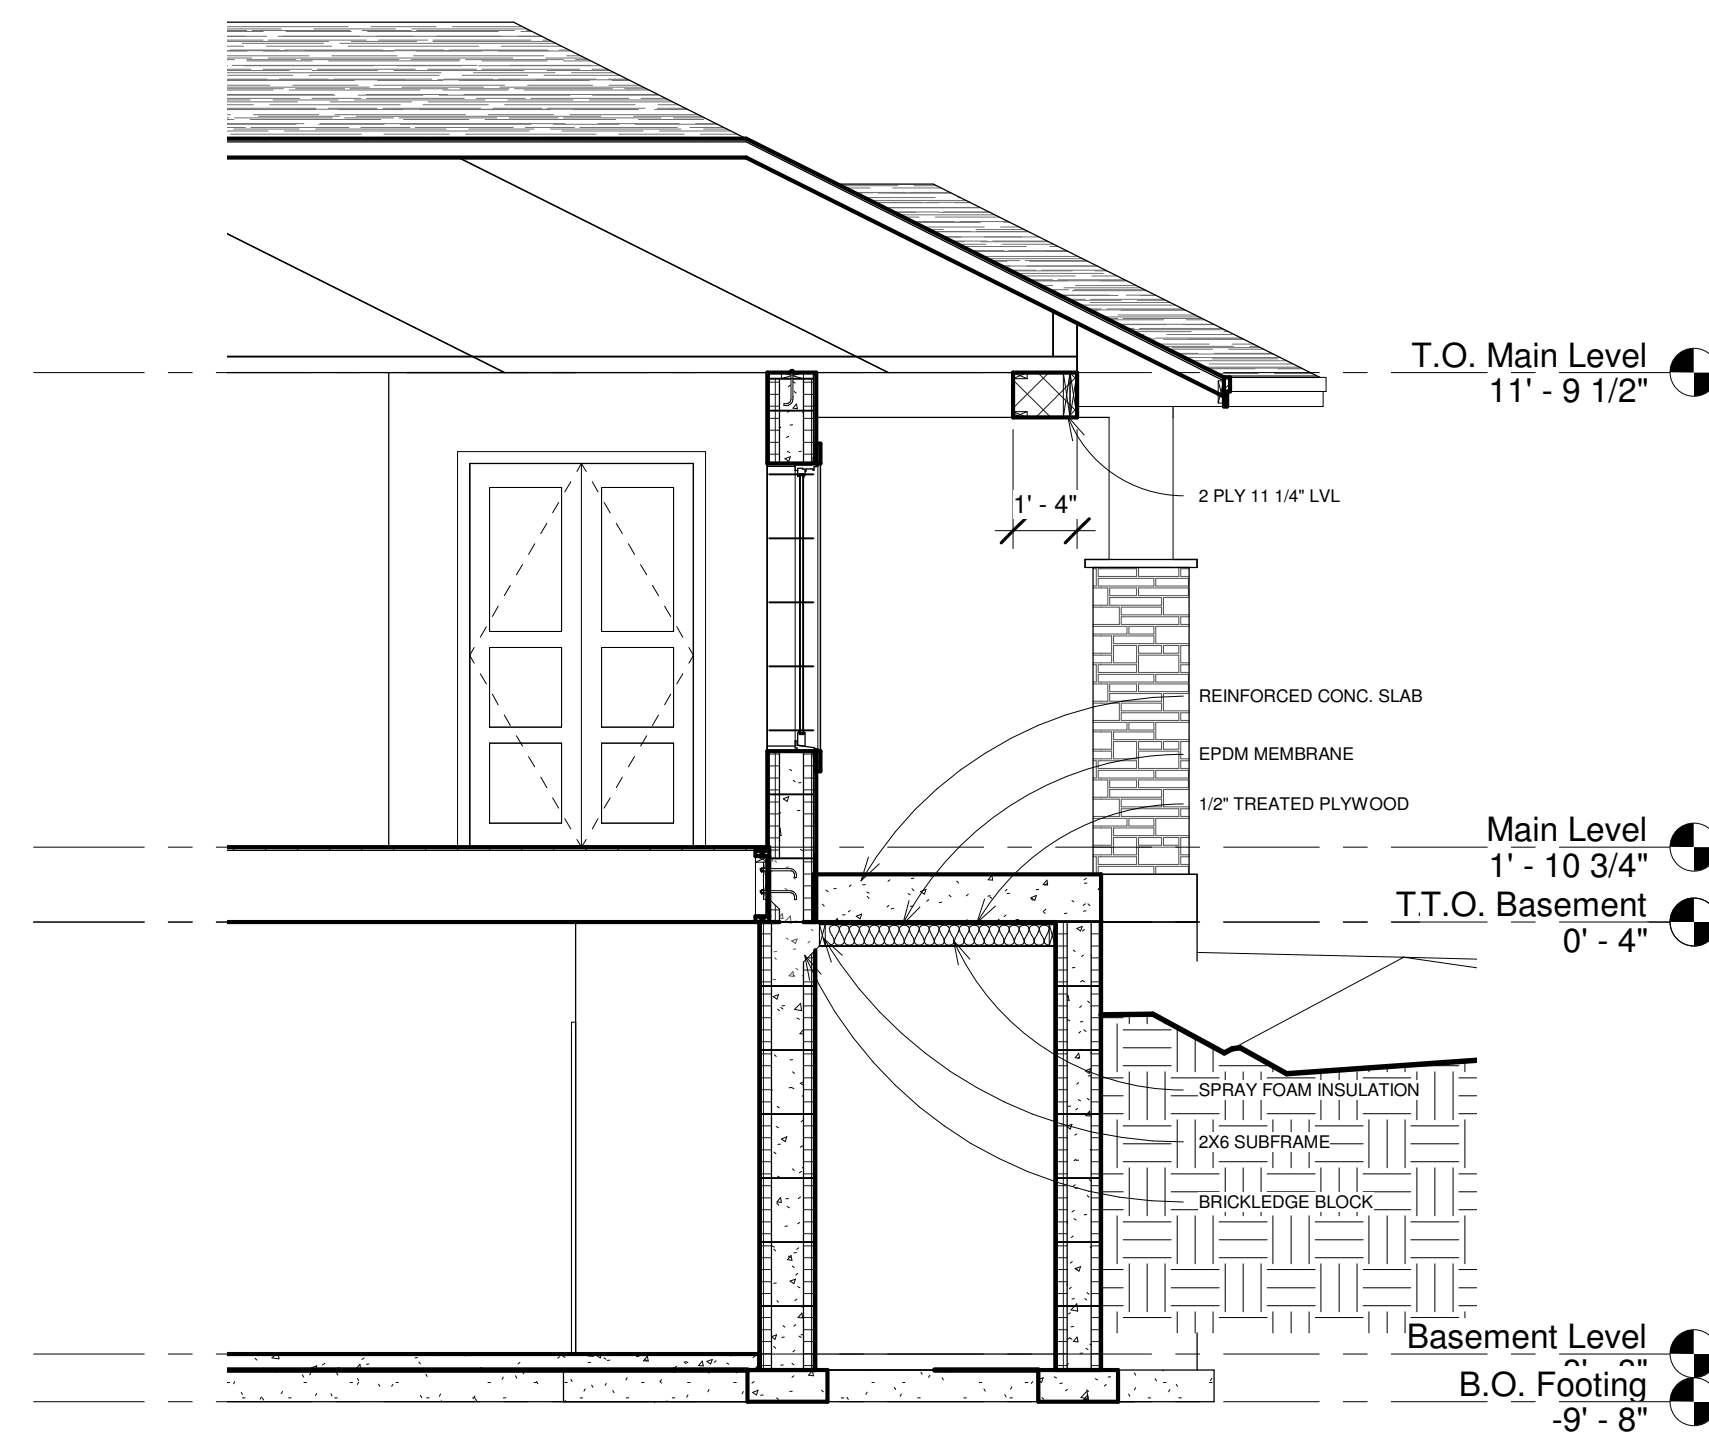 T.O. Main Level
11' - 9 1/2"
2 PLY 11 1/4" LVL
1' - 4"
REINFORCED CONC. SLAB
EPDM MEMBRANE
1/2" TREATED PLYWOOD
Main Level
1' - 10 3/4"
T.T.O. Basement
0' - 4"
SPRAY FOAM INSULATION
2X6 SUBFRAME
BRICKLEDGE BLOCK
Basement Level
B.O. Footing
-9' - 8"